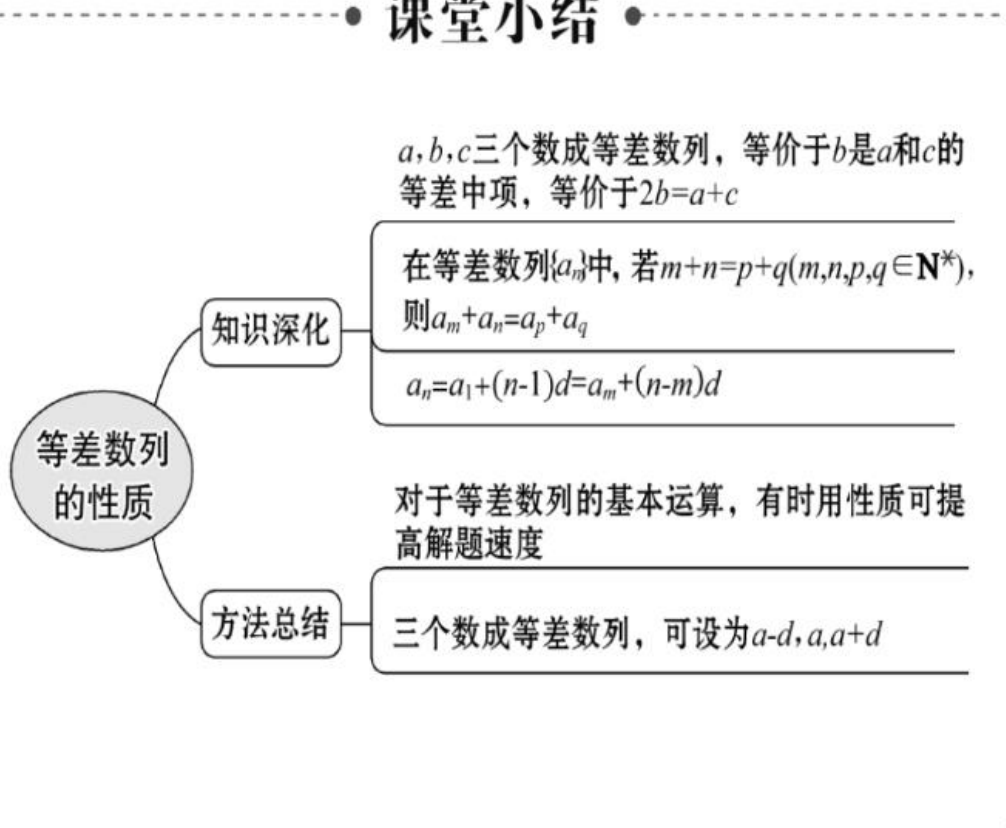 课堂小结
a,b,c三个数成等差数列，等价于b是a和c的
等差中项，等价于2b=a+c
在等差数列{aₙ}中,若m+n=p+q(m,n,p,q∈N*),
则aₘ+aₙ=aₚ+a_q
知识深化
aₙ=a₁+(n-1)d=aₘ+(n-m)d
等差数列
的性质
对于等差数列的基本运算，有时用性质可提
高解题速度
方法总结
三个数成等差数列，可设为a-d,a,a+d